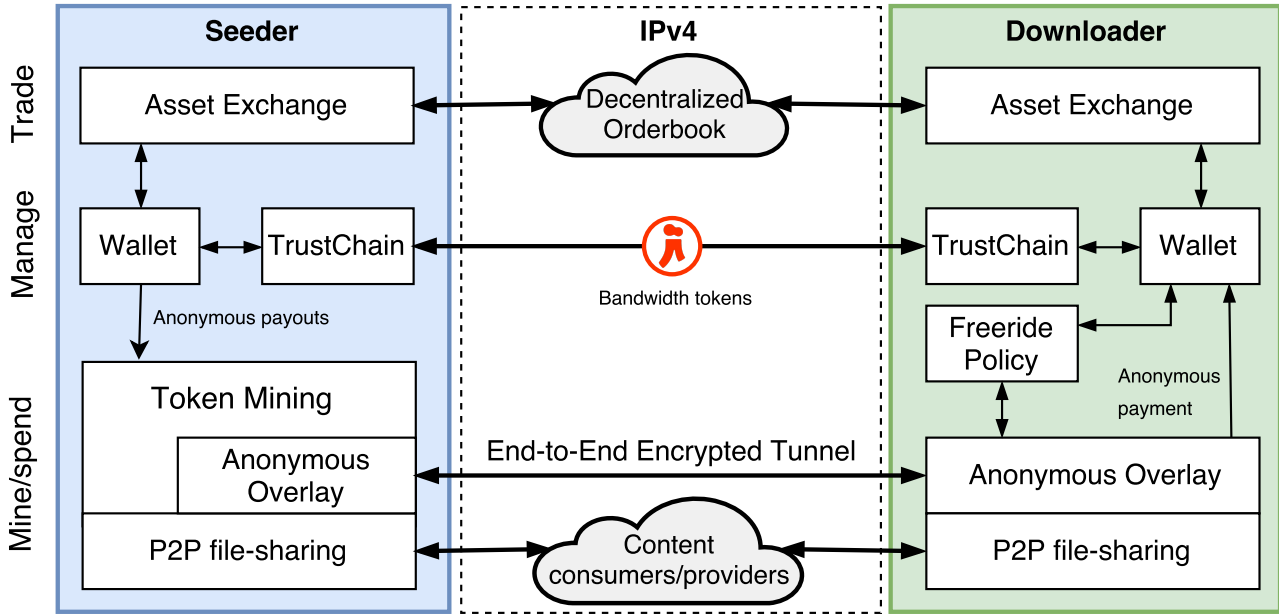 Seeder
IPv4
Downloader
Trade
Asset Exchange
Decentralized
Orderbook
Asset Exchange
Manage
Wallet
TrustChain
Bandwidth tokens
TrustChain
Wallet
Anonymous payouts
Freeride
Policy
Anonymous
payment
Mine/spend
Token Mining
Anonymous
Overlay
End-to-End Encrypted Tunnel
Anonymous Overlay
P2P file-sharing
Content
consumers/providers
P2P file-sharing